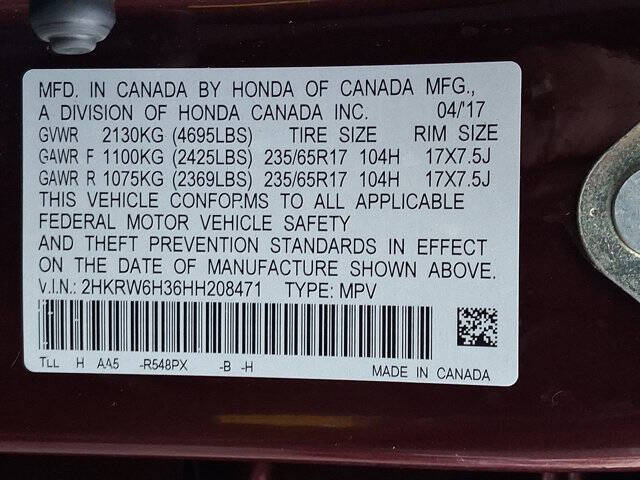 MFD. IN CANADA BY HONDA OF CANADA MFG.,
A DIVISION OF HONDA CANADA INC. 04/'17
GVWR 2130KG (4695LBS) TIRE SIZE RIM SIZE
GAWR F 1100KG (2425LBS) 235/65R17 104H 17X7.5J
GAWR R 1075KG (2369LBS) 235/65R17 104H 17X7.5J
THIS VEHICLE CONFORMS TO ALL APPLICABLE
FEDERAL MOTOR VEHICLE SAFETY
AND THEFT PREVENTION STANDARDS IN EFFECT
ON THE DATE OF MANUFACTURE SHOWN ABOVE.
V.I.N.: 2HKRW6H36HH208471 TYPE: MPV
TLL H AA5 -R548PX -B -H MADE IN CANADA